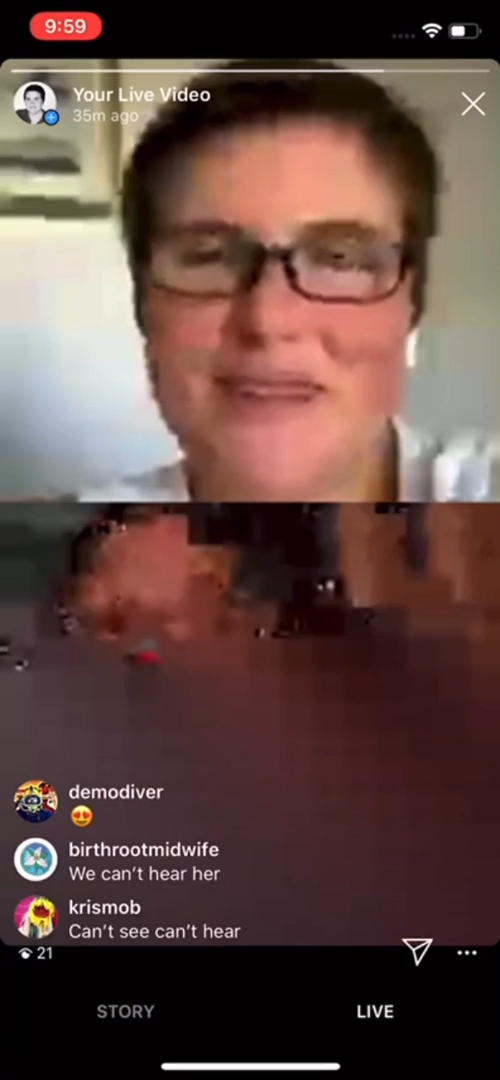 9:59
Your Live Video
35m ago
demodiver
😍
birthrootmidwife
We can't hear her
krismob
Can't see can't hear
21
STORY
LIVE